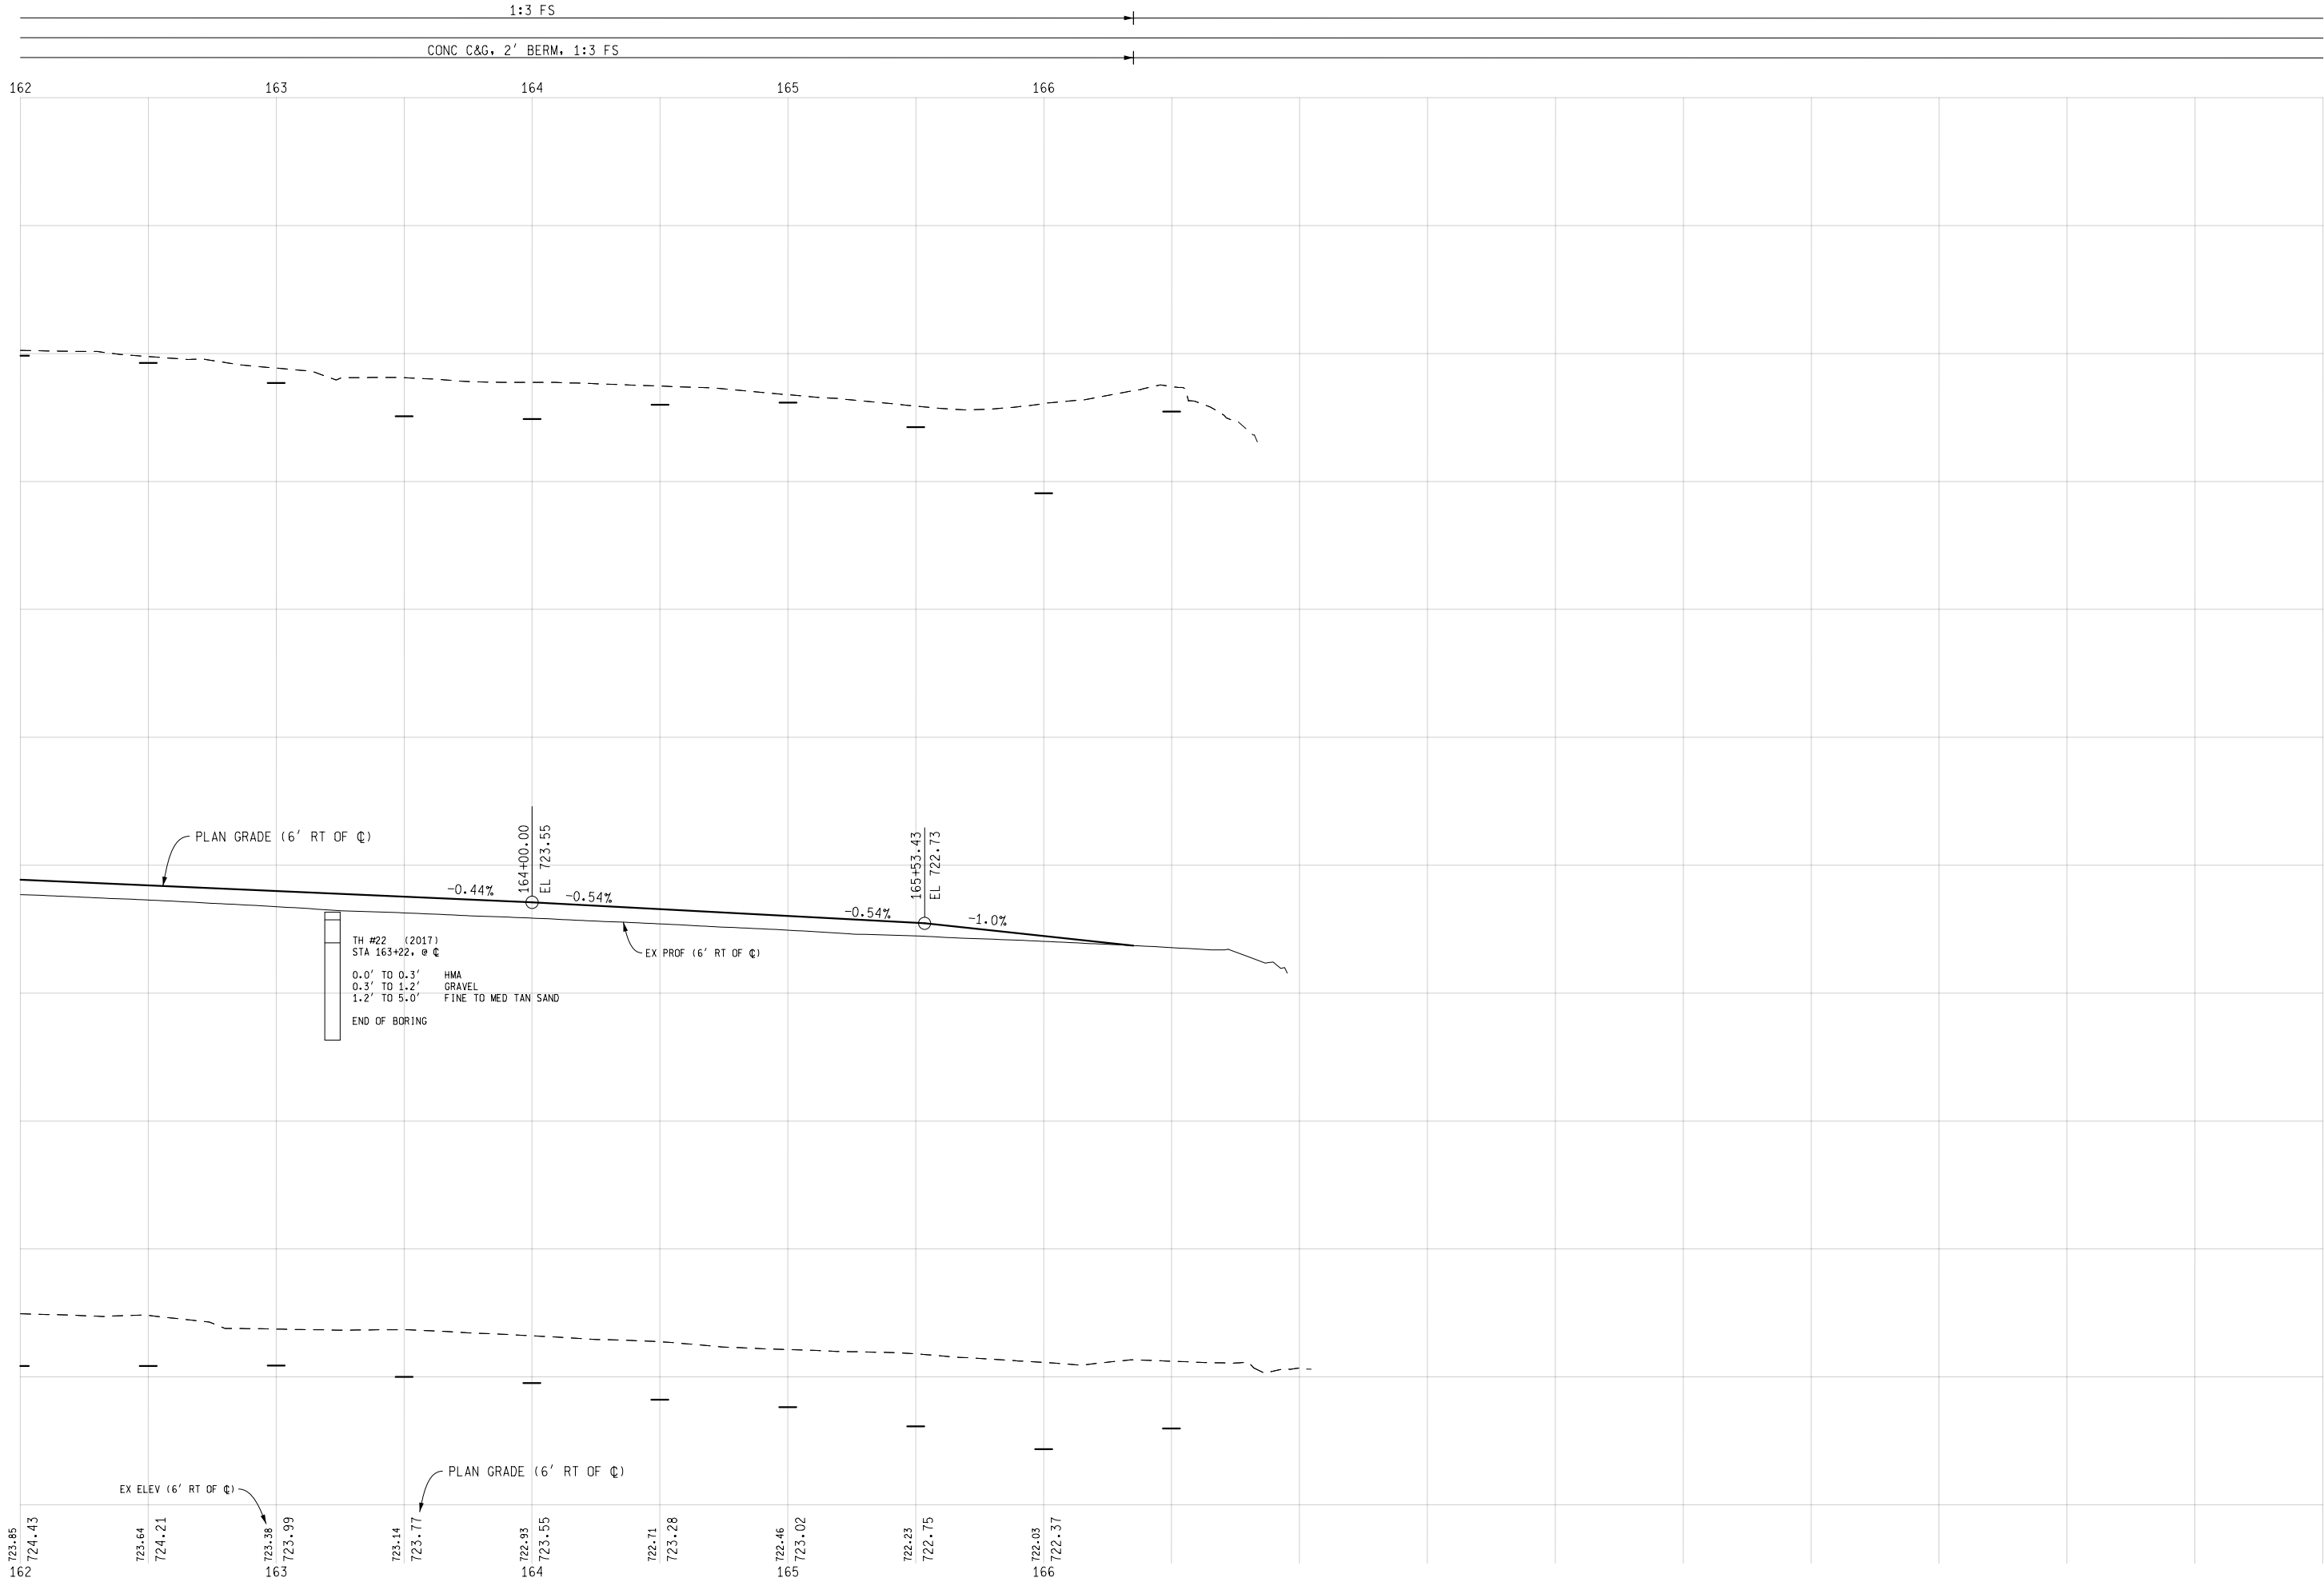 1:3 FS
CONC C&G, 2' BERM, 1:3 FS
162 163 164 165 166
164+00.00
EL 723.55
165+53.43
EL 722.73
PLAN GRADE (6' RT OF ℄)
-0.44%
-0.54%
-0.54%
-1.0%
TH #22 (2017)
STA 163+22, @ ℄
0.0' TO 0.3' HMA
0.3' TO 1.2' GRAVEL
1.2' TO 5.0' FINE TO MED TAN SAND
END OF BORING
EX PROF (6' RT OF ℄)
PLAN GRADE (6' RT OF ℄)
EX ELEV (6' RT OF ℄)
723.85
724.43
723.64
724.21
723.38
723.99
723.14
723.77
722.93
723.55
722.71
723.28
722.46
723.02
722.23
722.75
722.03
722.37
162 163 164 165 166